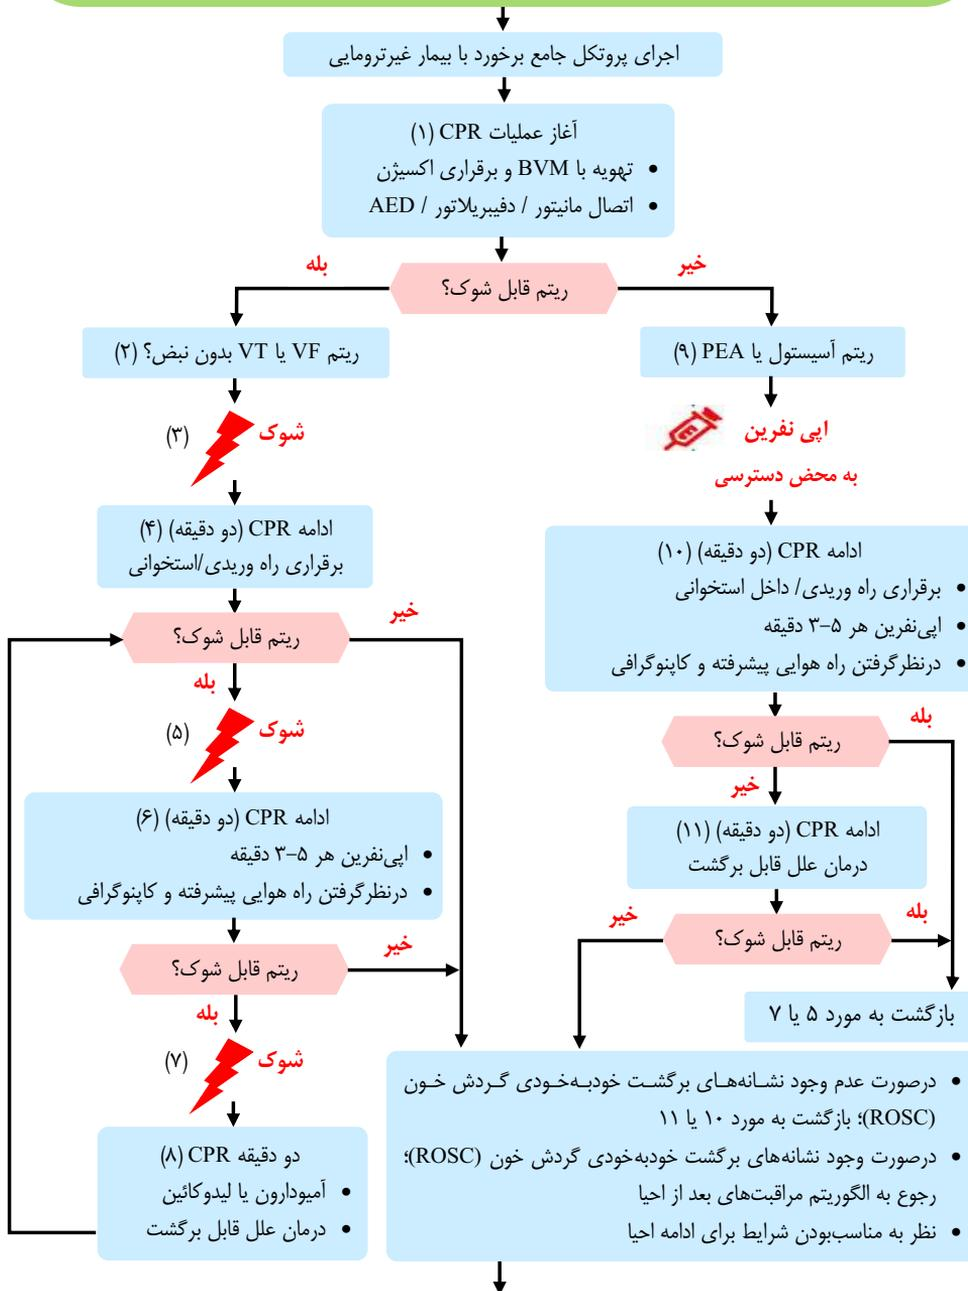 اجرای پروتکل جامع برخورد با بیمار غیرترومایی
آغاز عملیات CPR (۱)
• تهویه با BVM و برقراری اکسیژن
• اتصال مانیتور / دفیبریلاتور / AED
ریتم قابل شوک؟
بله
خیر
ریتم VF یا VT بدون نبض؟ (۲)
شوک (۳)
ادامه CPR (دو دقیقه) (۴)
برقراری راه وریدی/استخوانی
ریتم قابل شوک؟
خیر
بله
شوک (۵)
ادامه CPR (دو دقیقه) (۶)
• اپی‌نفرین هر ۵-۳ دقیقه
• درنظرگرفتن راه هوایی پیشرفته و کاپنوگرافی
ریتم قابل شوک؟
خیر
بله
شوک (۷)
دو دقیقه CPR (۸)
• آمیودارون یا لیدوکائین
• درمان علل قابل برگشت
ریتم آسیستول یا PEA (۹)
اپی نفرین
به محض دسترسی
ادامه CPR (دو دقیقه) (۱۰)
• برقراری راه وریدی/ داخل استخوانی
• اپی‌نفرین هر ۵-۳ دقیقه
• درنظرگرفتن راه هوایی پیشرفته و کاپنوگرافی
ریتم قابل شوک؟
بله
خیر
ادامه CPR (دو دقیقه) (۱۱)
درمان علل قابل برگشت
ریتم قابل شوک؟
بله
خیر
بازگشت به مورد ۵ یا ۷
• درصورت عدم وجود نشـانه‌هـای برگشـت خودبـه‌خـودی گـردش خـون
(ROSC)؛ بازگشت به مورد ۱۰ یا ۱۱
• درصورت وجود نشانه‌های برگشت خودبه‌خودی گردش خون (ROSC)؛
رجوع به الگوریتم مراقبت‌های بعد از احیا
• نظر به مناسب‌بودن شرایط برای ادامه احیا